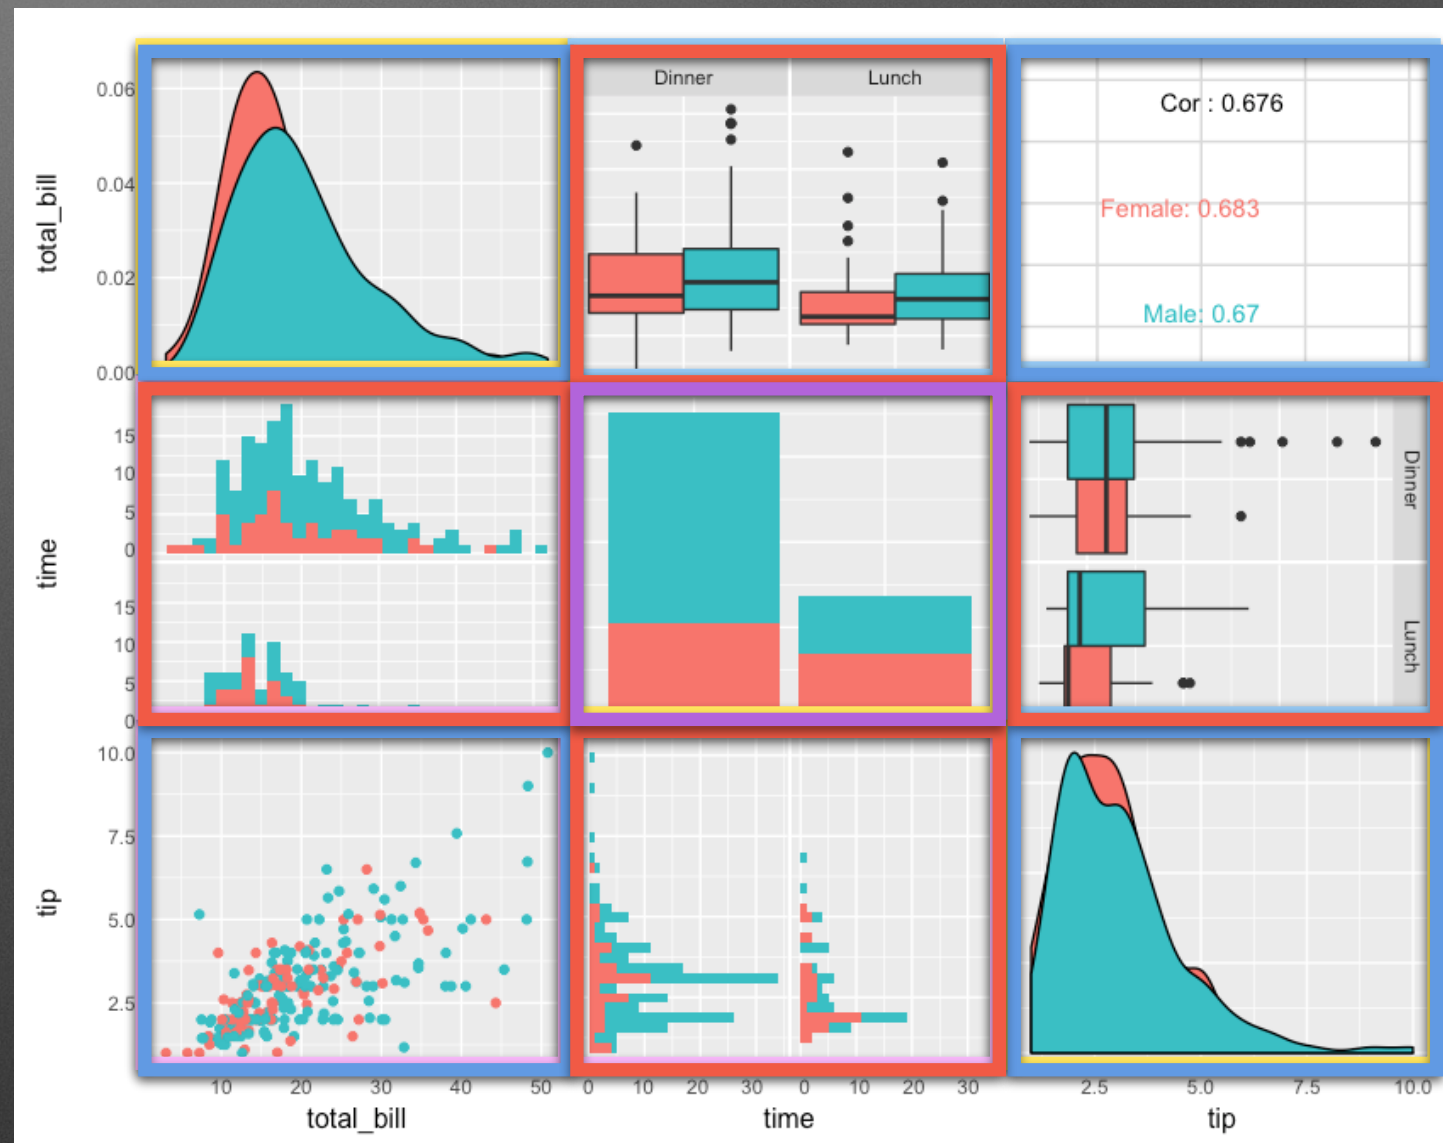 Dinner Lunch
Cor : 0.676
Female: 0.683
Male: 0.67
total_bill
0.06
0.04
0.02
0.00
time
15
10
5
0
15
10
5
0
Dinner
Lunch
tip
10.0
7.5
5.0
2.5
10 20 30 40 50 0 10 20 30 0 10 20 30 2.5 5.0 7.5 10.0
total_bill time tip